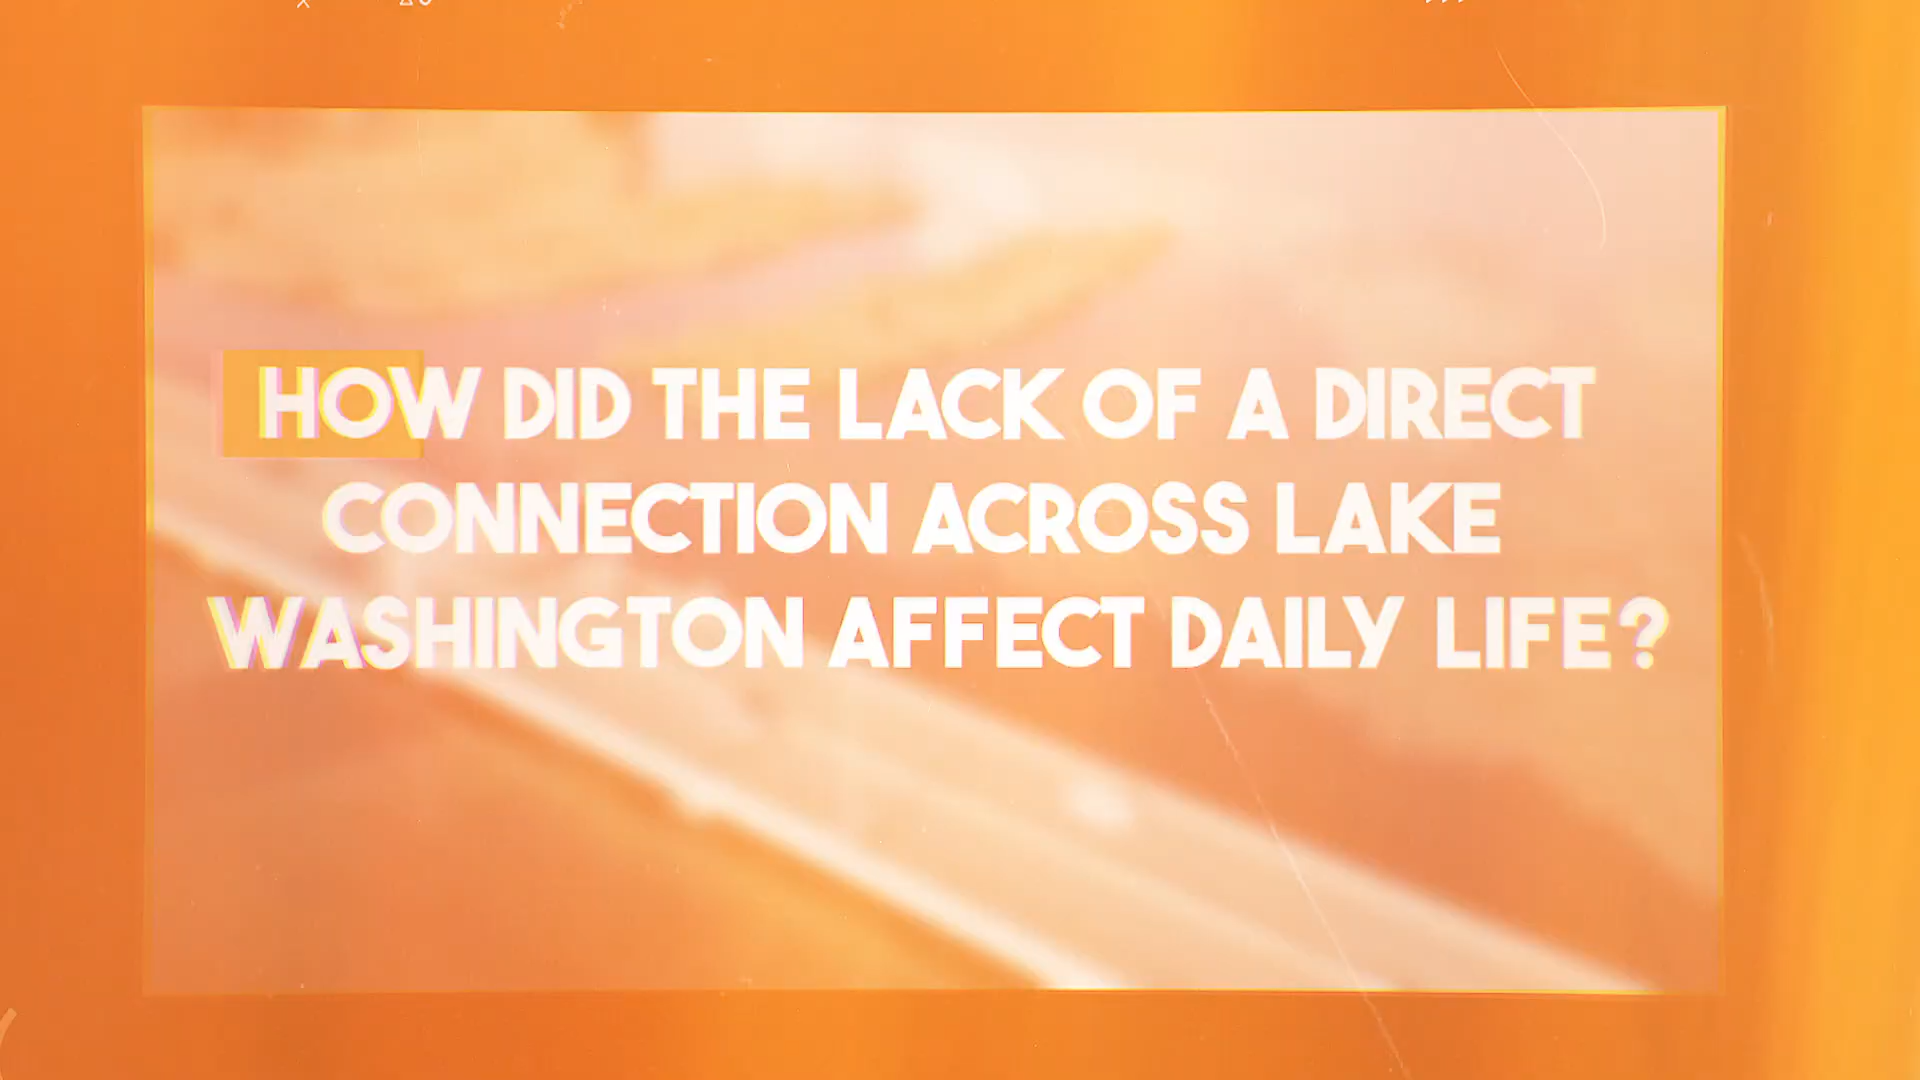 HOW DID THE LACK OF A DIRECT
CONNECTION ACROSS LAKE
WASHINGTON AFFECT DAILY LIFE?